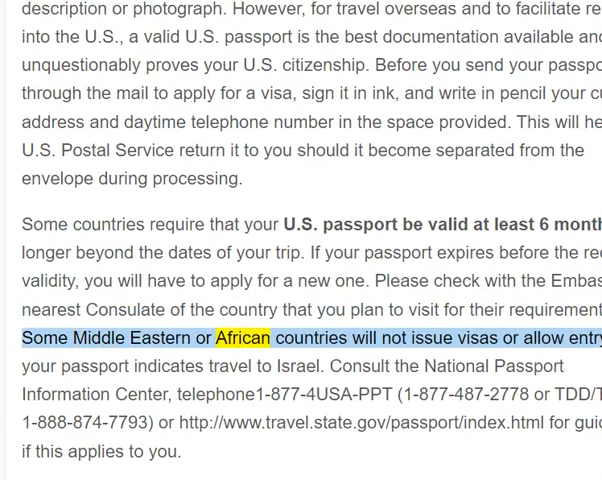 description or photograph. However, for travel overseas and to facilitate re
into the U.S., a valid U.S. passport is the best documentation available an
unquestionably proves your U.S. citizenship. Before you send your passpo
through the mail to apply for a visa, sign it in ink, and write in pencil your cu
address and daytime telephone number in the space provided. This will he
U.S. Postal Service return it to you should it become separated from the
envelope during processing.
Some countries require that your U.S. passport be valid at least 6 month
longer beyond the dates of your trip. If your passport expires before the re
validity, you will have to apply for a new one. Please check with the Embas
nearest Consulate of the country that you plan to visit for their requirement
Some Middle Eastern or African countries will not issue visas or allow entry
your passport indicates travel to Israel. Consult the National Passport
Information Center, telephone1-877-4USA-PPT (1-877-487-2778 or TDD/T
1-888-874-7793) or http://www.travel.state.gov/passport/index.html for guid
if this applies to you.